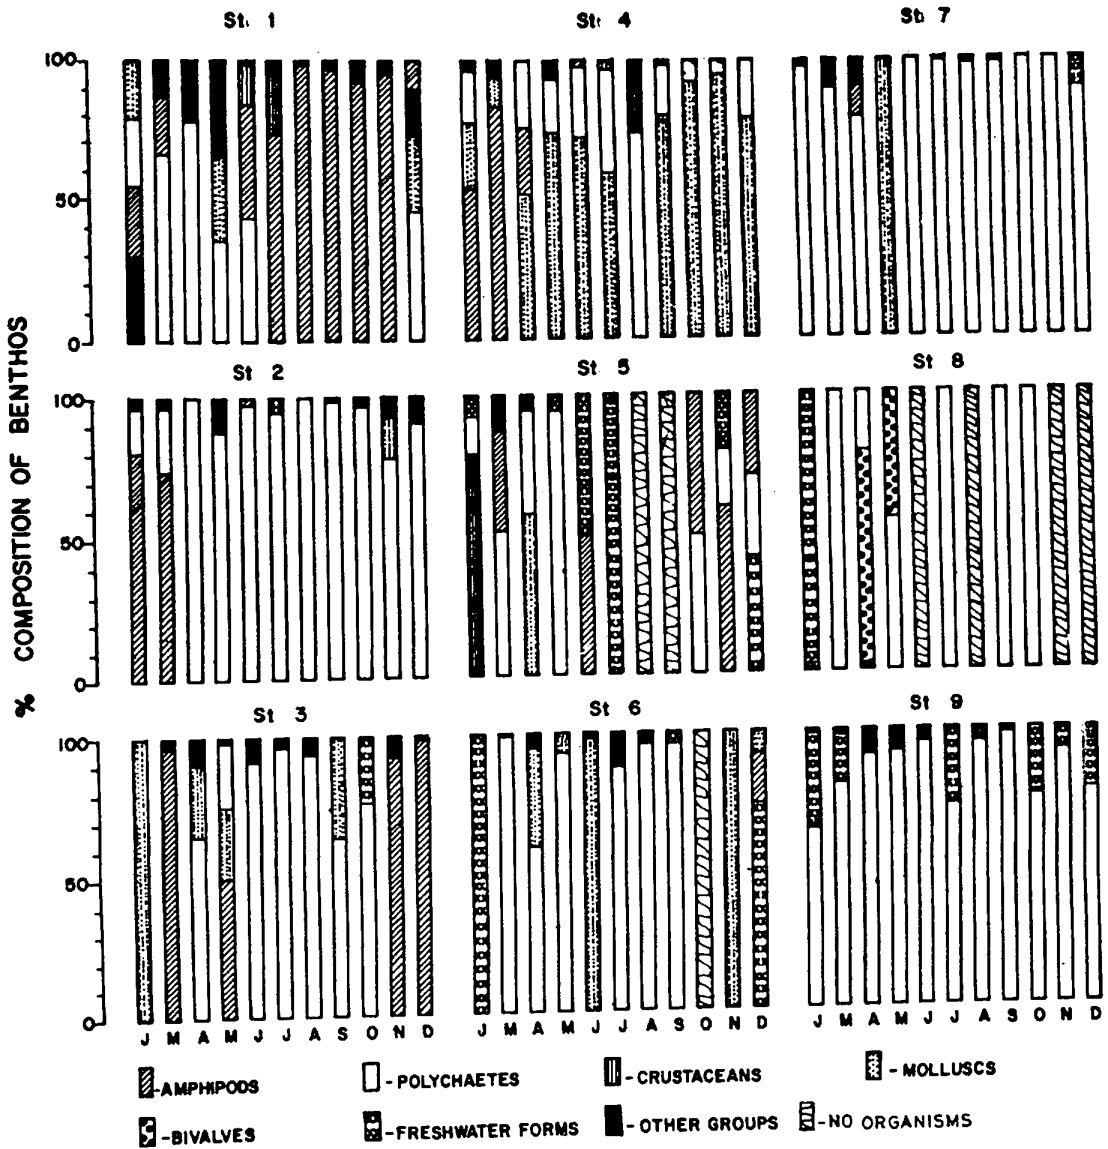 St 1 St 4 St 7
100
50
0
St 2 St 5 St 8
100
50
0
St 3 St 6 St 9
100
50
0
% COMPOSITION OF BENTHOS
J M A M J J A S O N D J M A M J J A S O N D J M A M J J A S O N D
-AMPHIPODS - POLYCHAETES - CRUSTACEANS - MOLLUSCS
-BIVALVES -FRESHWATER FORMS - OTHER GROUPS -NO ORGANISMS